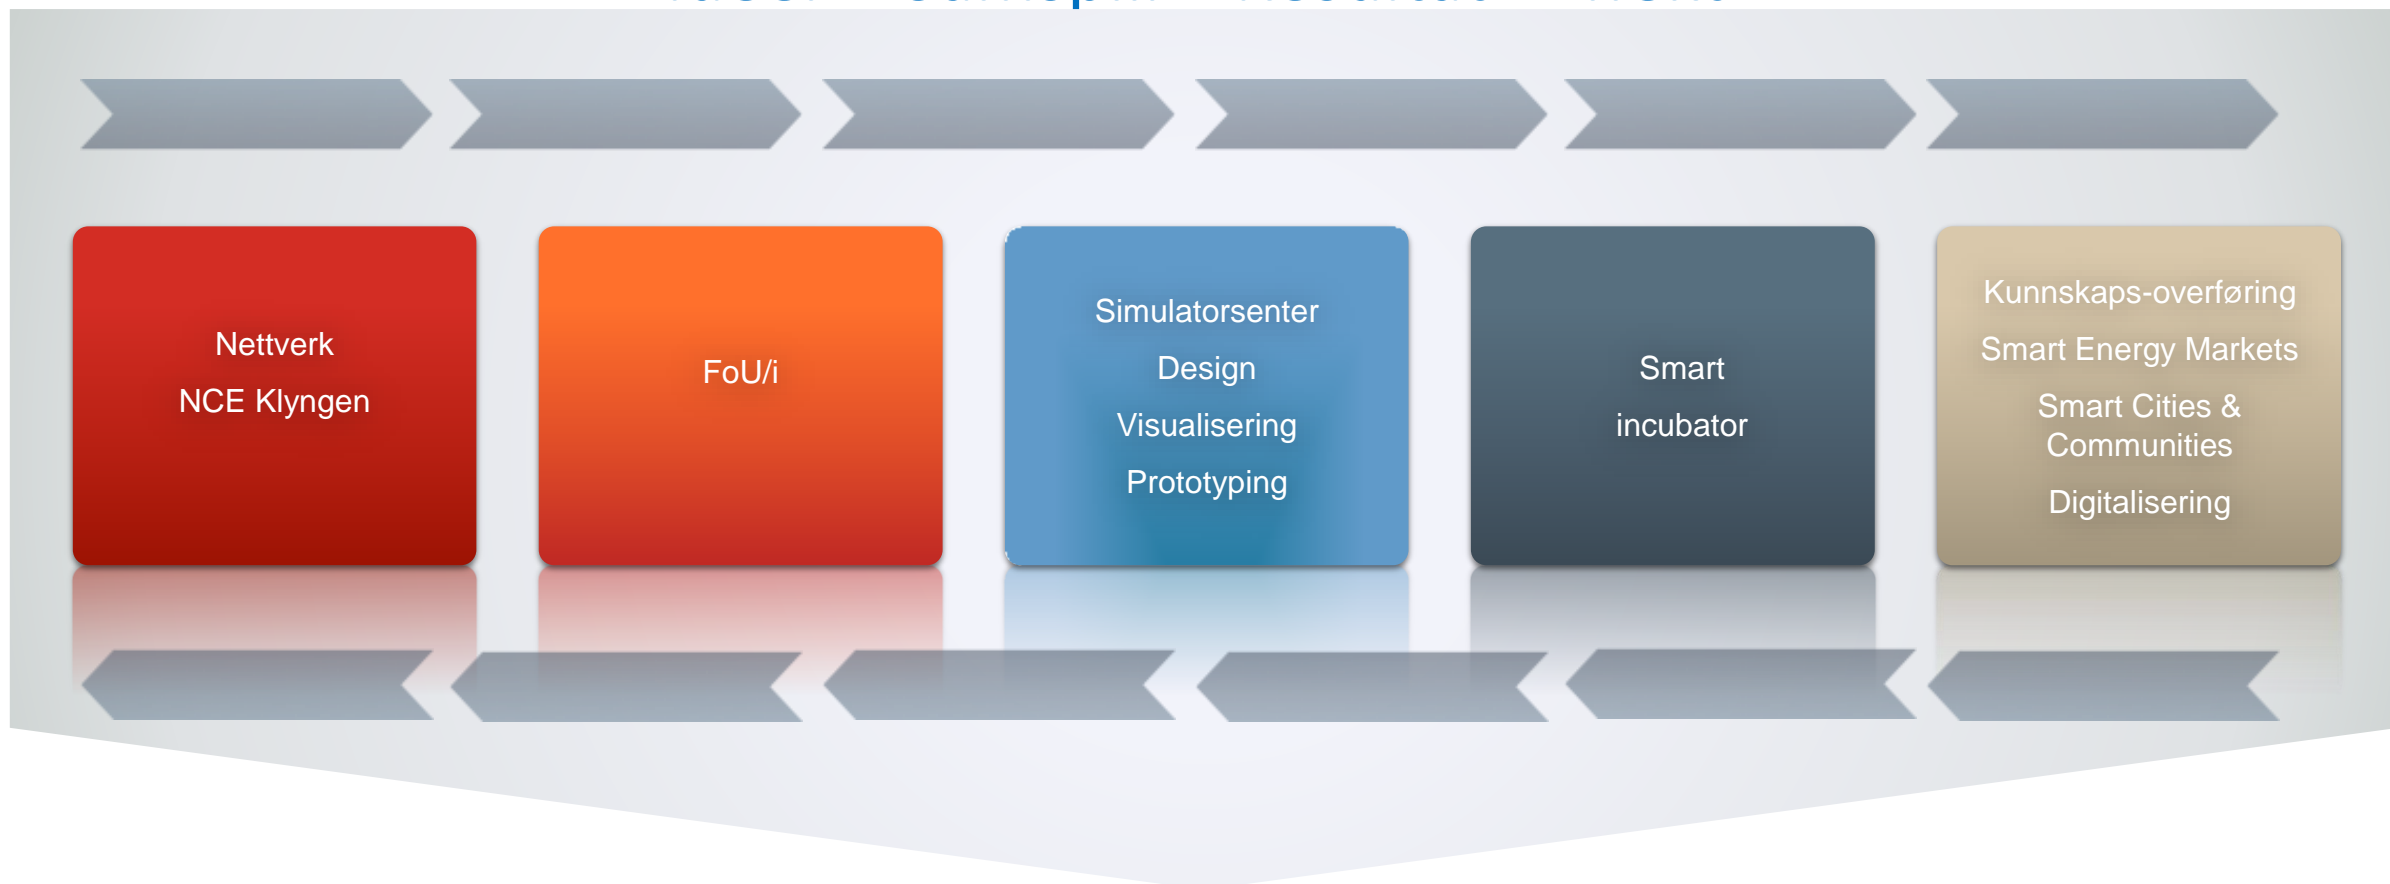 Nettverk
NCE Klyngen
FoU/i
Simulatorsenter
Design
Visualisering
Prototyping
Smart
incubator
Kunnskaps-overføring
Smart Energy Markets
Smart Cities &
Communities
Digitalisering